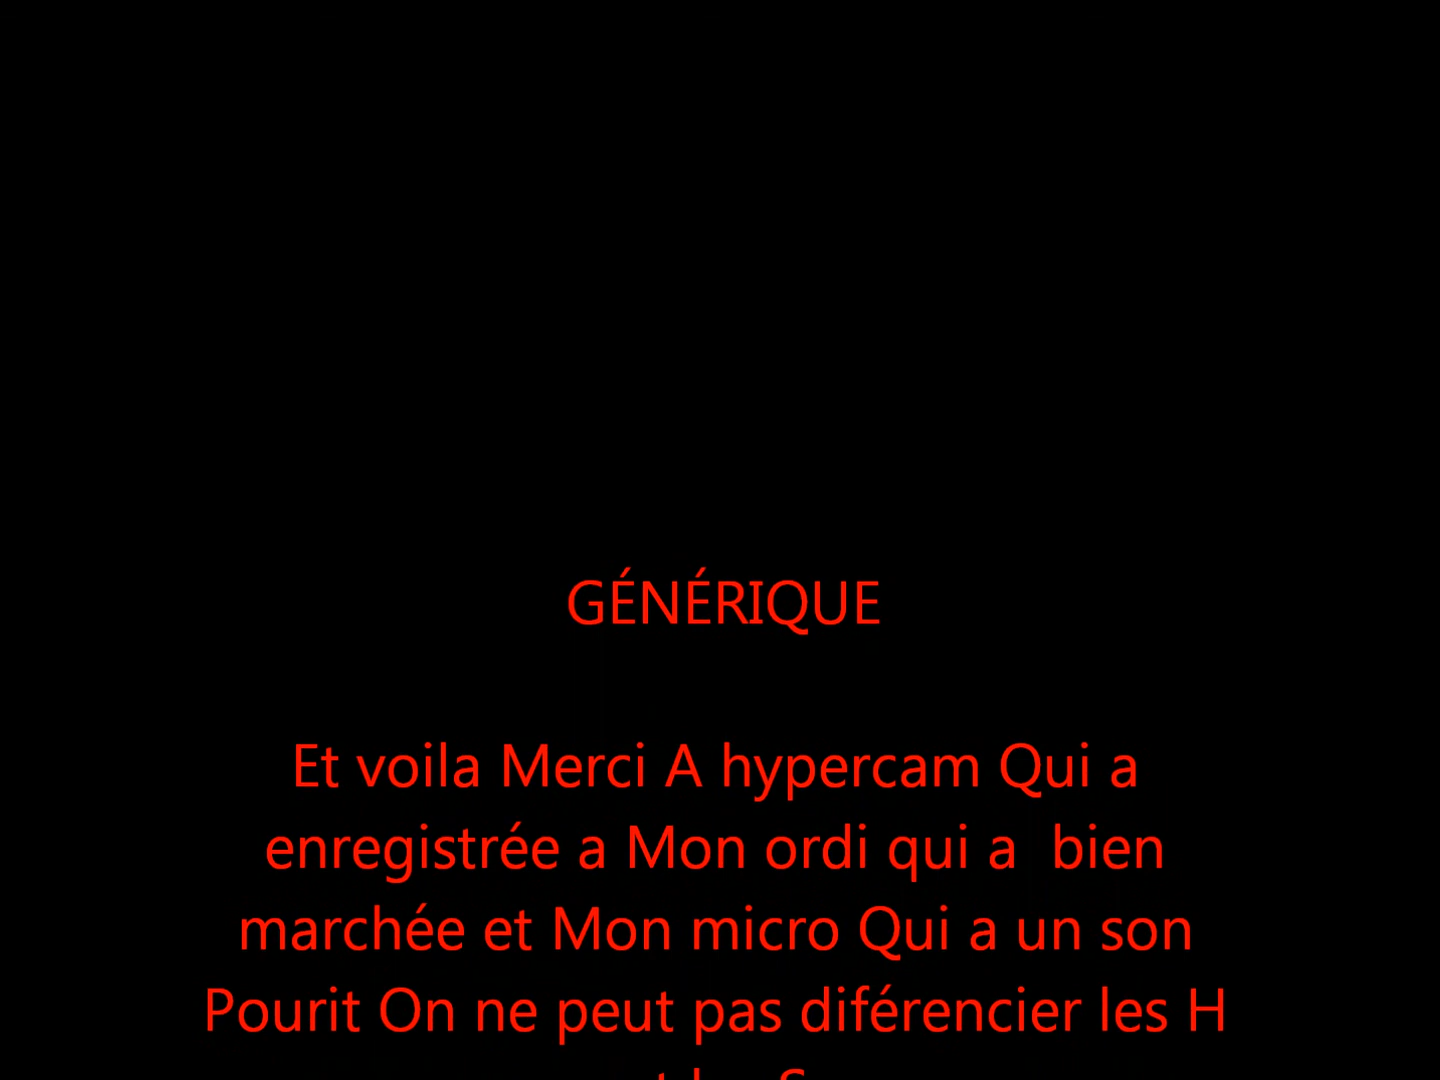 GÉNÉRIQUE
Et voila Merci A hypercam Qui a
enregistrée a Mon ordi qui a  bien
marchée et Mon micro Qui a un son
Pourit On ne peut pas diférencier les H